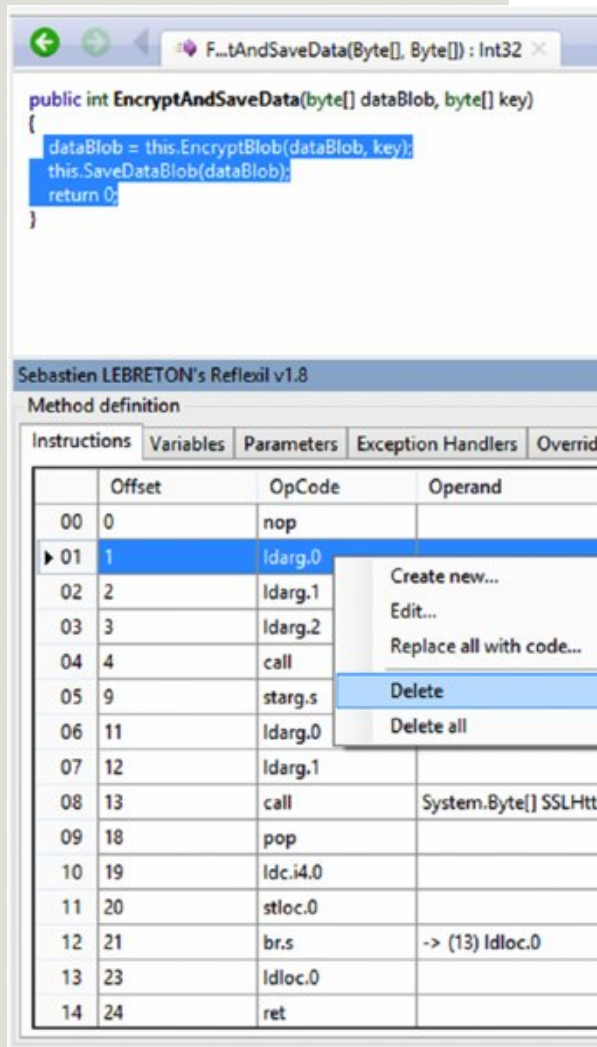 F...tAndSaveData(Byte[], Byte[]) : Int32
public int EncryptAndSaveData(byte[] dataBlob, byte[] key)
{
dataBlob = this.EncryptBlob(dataBlob, key);
this.SaveDataBlob(dataBlob);
return 0;
}
Sebastien LEBRETON's Reflexil v1.8
Method definition
Instructions Variables Parameters Exception Handlers Overrid
Offset OpCode Operand
00 0 nop
01 1 ldarg.0
Create new...
02 2 ldarg.1
Edit...
03 3 ldarg.2
Replace all with code...
04 4 call
05 9 starg.s
Delete
06 11 ldarg.0
Delete all
07 12 ldarg.1
08 13 call System.Byte[] SSLHtt
09 18 pop
10 19 ldc.i4.0
11 20 stloc.0
12 21 br.s -> (13) ldloc.0
13 23 ldloc.0
14 24 ret